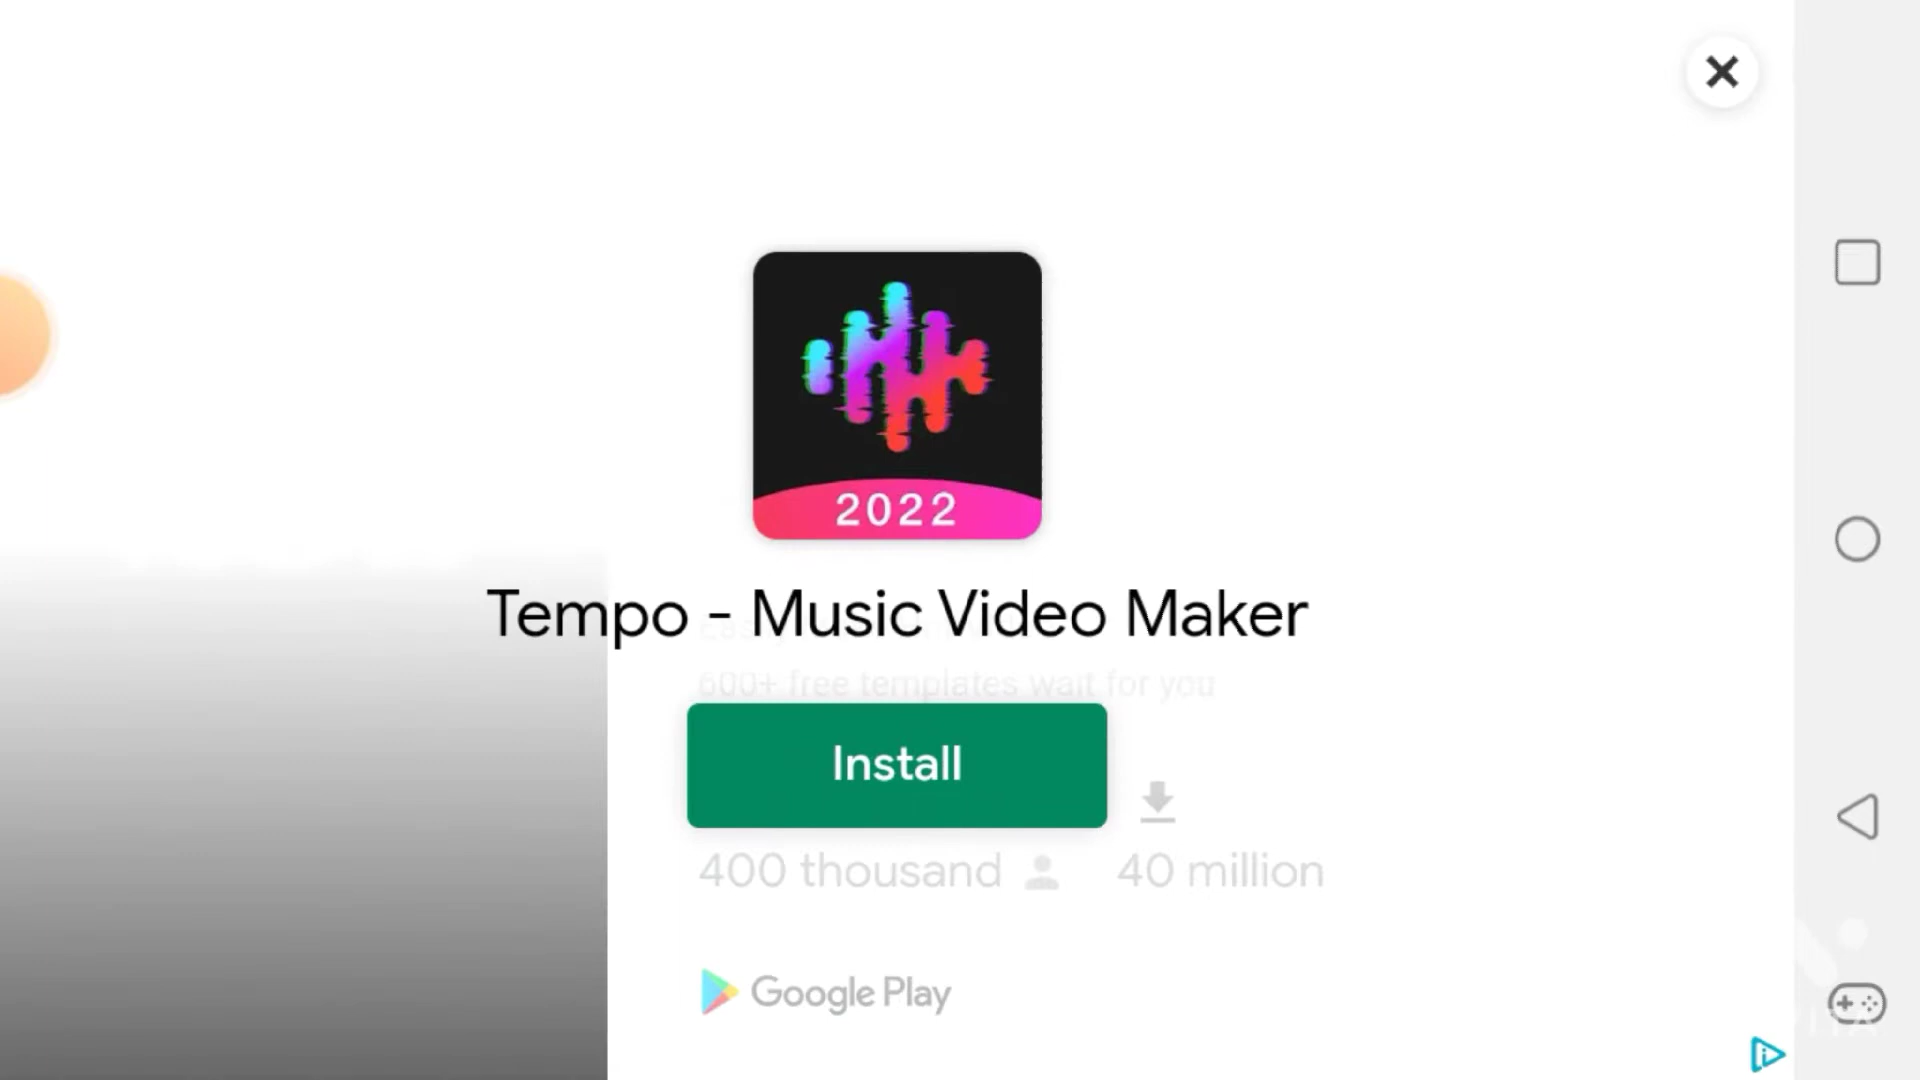 2022
Tempo - Music Video Maker
600+ free templates wait for you
Install
400 thousand
40 million
Google Play